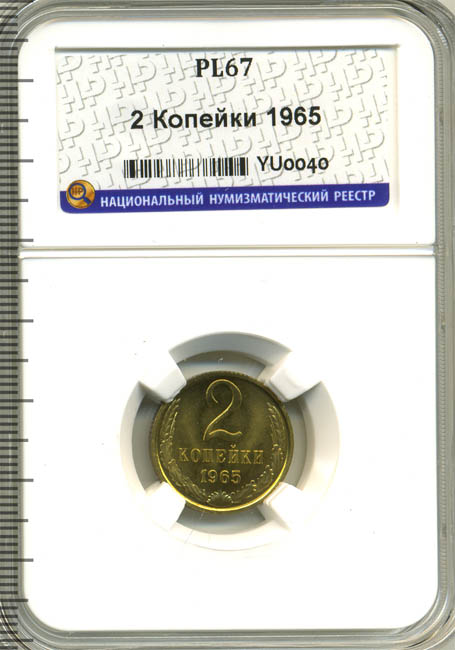 PL67
2 Копейки 1965
YU0040
НР
НАЦИОНАЛЬНЫЙ НУМИЗМАТИЧЕСКИЙ РЕЕСТР
2
КОПЕЙКИ
1965